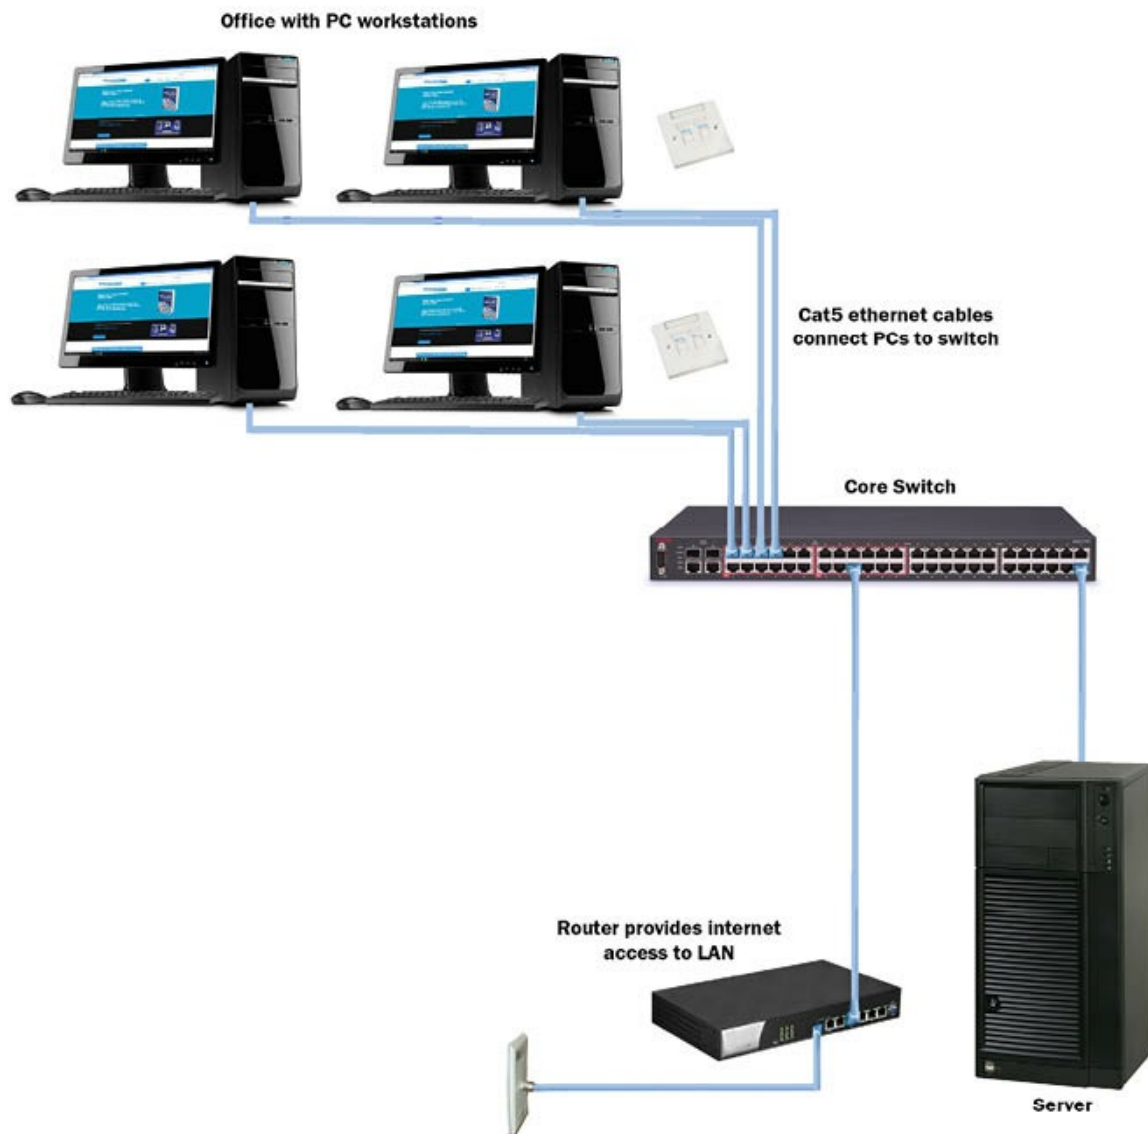 Office with PC workstations
Cat5 ethernet cables
connect PCs to switch
Core Switch
Router provides internet
access to LAN
Server